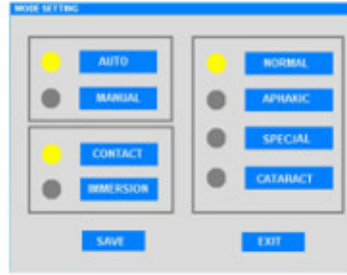 MODE SETTING
AUTO
MANUAL
CONTACT
IMMERSION
NORMAL
APHAKIC
SPECIAL
CATARACT
SAVE
EXIT